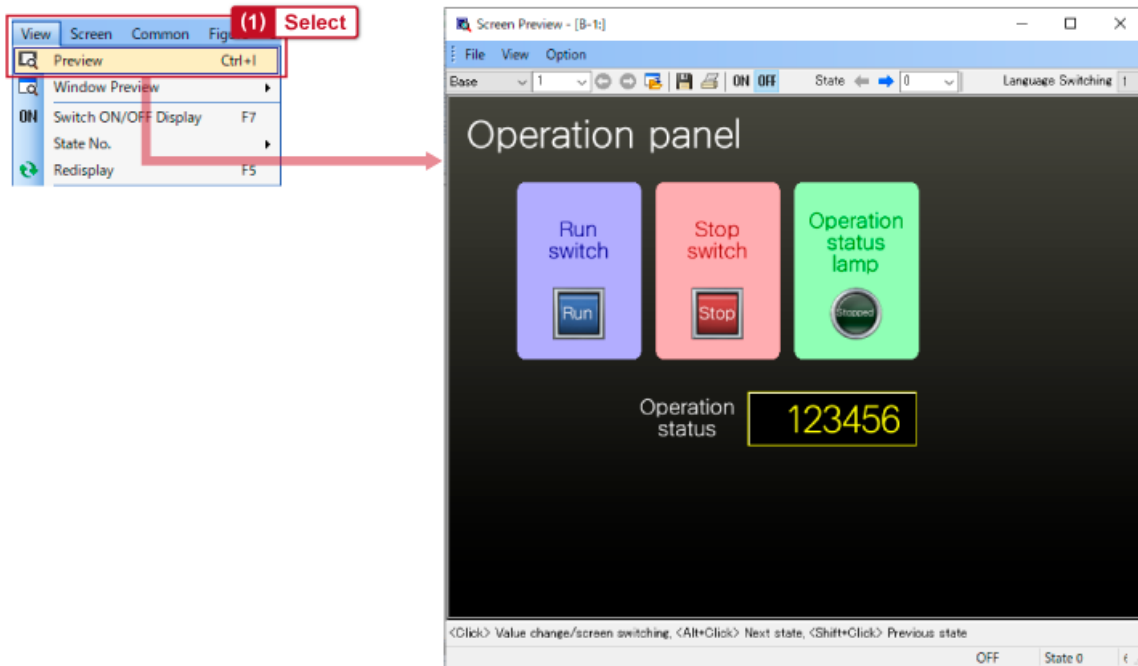 (1) Select
View Screen Common
Preview Ctrl+I
Window Preview
ON Switch ON/OFF Display F7
State No.
Redisplay F5
Screen Preview - [B-1:]
File View Option
Base 1 ON OFF State 0 Language Switching 1
Operation panel
Run
switch
Run
Stop
switch
Stop
Operation
status
lamp
Stopped
Operation
status
123456
<Click> Value change/screen switching, <Alt+Click> Next state, <Shift+Click> Previous state
OFF State 0